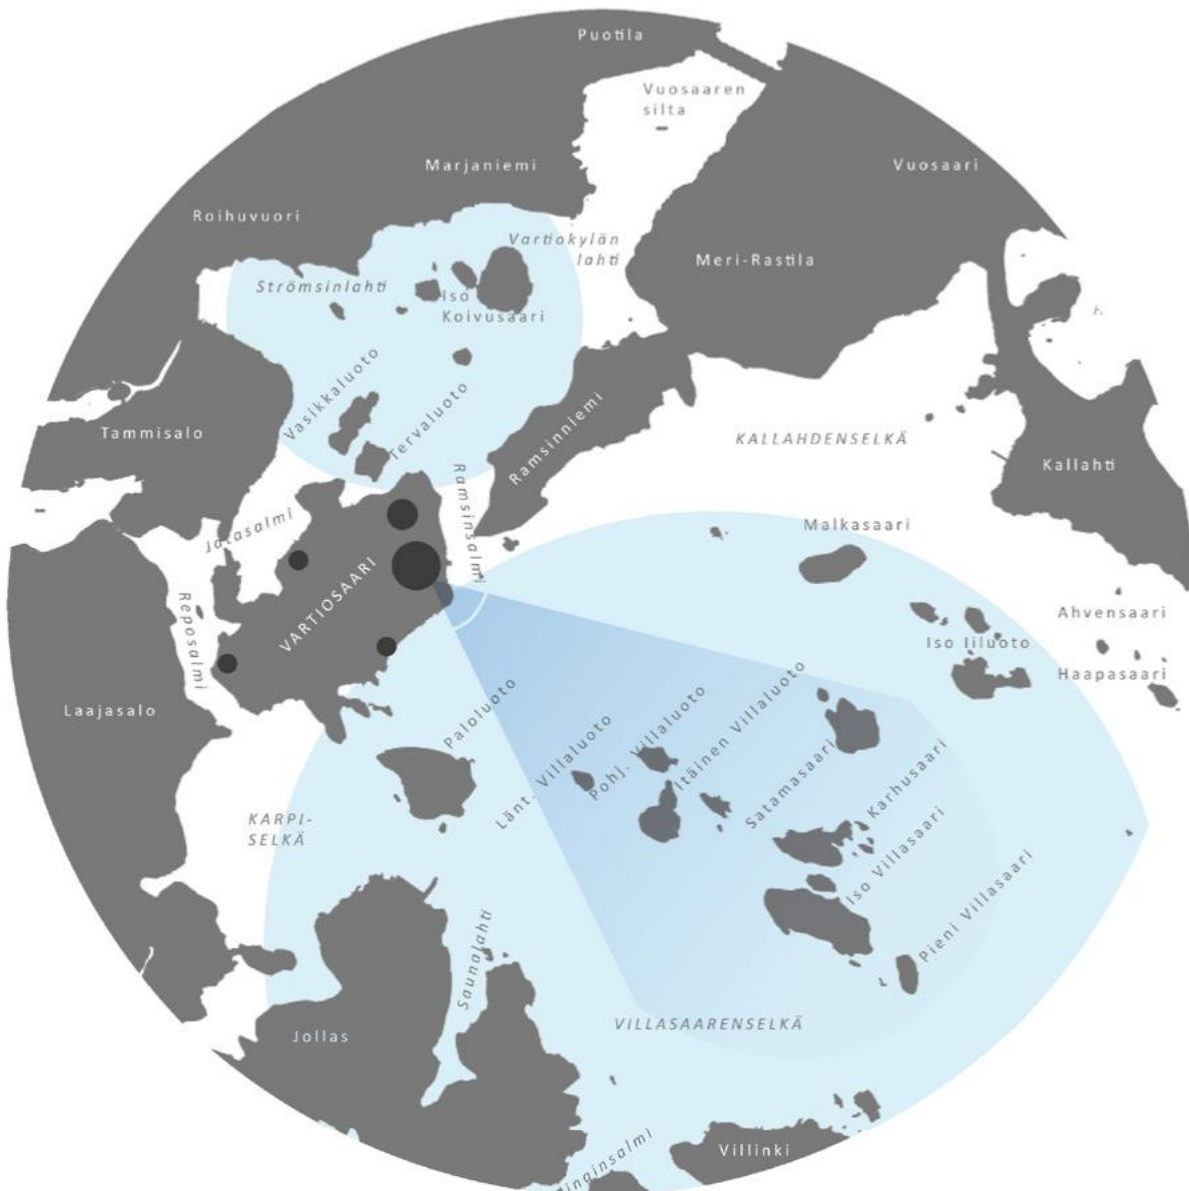 Puotila
Vuosaaren
silta
Marjaniemi
Vuosaari
Roihuvuori
Vartiokylän
lahti
Meri-Rastila
Strömsinlahti
Iso
Koivusaari
Vasikkaluoto
Tervaluoto
Ramsinniemi
Tammisalo
KALLAHDENSELKÄ
Kallahti
Ramsinsalmi
Jatasalmi
Malkasaari
VARTIOSAARI
Reposalmi
Ahvensaari
Iso Iiluoto
Haapasaari
Laajasalo
Paloluoto
Länt. Villaluoto
Pohj. Villaluoto
Itäinen Villaluoto
Satamasaari
Karhusaari
KARPI-
SELKÄ
Iso Villasaari
Pieni Villasaari
Saunalahti
VILLASAARENSELKÄ
Jollas
Villinki